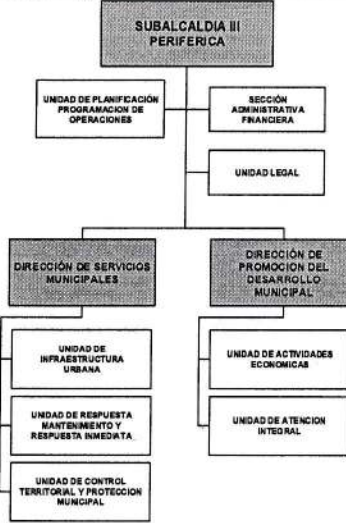 SUBALCALDIA III
PERIFERICA
UNIDAD DE PLANIFICACIÓN
PROGRAMACION DE
OPERACIONES
SECCIÓN
ADMINISTRATIVA
FINANCIERA
UNIDAD LEGAL
DIRECCIÓN DE SERVICIOS
MUNICIPALES
DIRECCIÓN DE
PROMOCION DEL
DESARROLLO
MUNICIPAL
UNIDAD DE
INFRAESTRUCTURA
URBANA
UNIDAD DE RESPUESTA
MANTENIMIENTO Y
RESPUESTA INMEDIATA
UNIDAD DE CONTROL
TERRITORIAL Y PROTECCION
MUNICIPAL
UNIDAD DE ACTIVIDADES
ECONOMICAS
UNIDAD DE ATENCION
INTEGRAL